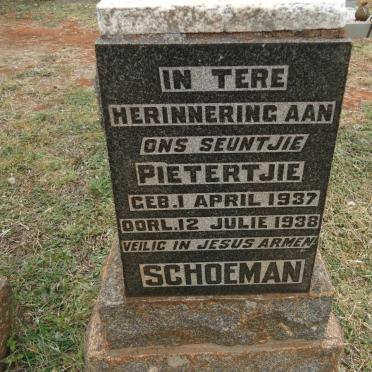 IN TERE
HERINNERING AAN
ONS SEUNTJIE
PIETERTJIE
GEB.1 APRIL 1937
OORL.12 JULIE 1938
VEILIG IN JESUS ARMEN
SCHOEMAN